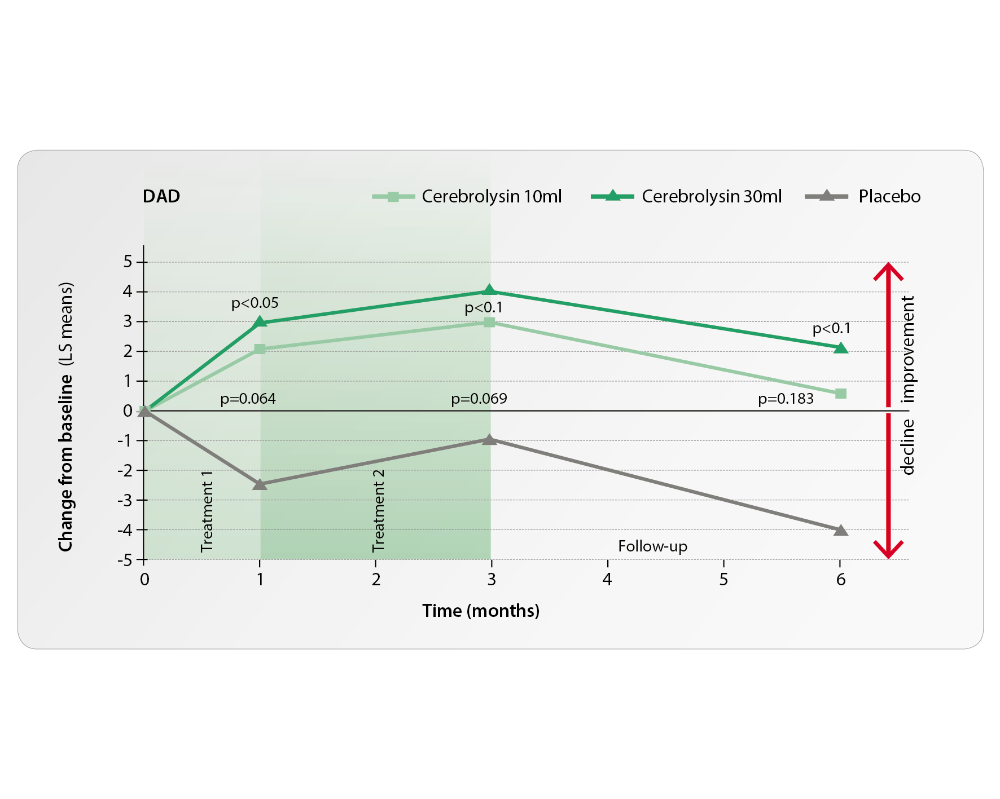 DAD
Cerebrolysin 10ml
Cerebrolysin 30ml
Placebo
Change from baseline (LS means)
5
4
3
2
1
0
-1
-2
-3
-4
-5
p<0.05
p<0.1
p<0.1
p=0.064
p=0.069
p=0.183
improvement
decline
Treatment 1
Treatment 2
Follow-up
0
1
2
3
4
5
6
Time (months)